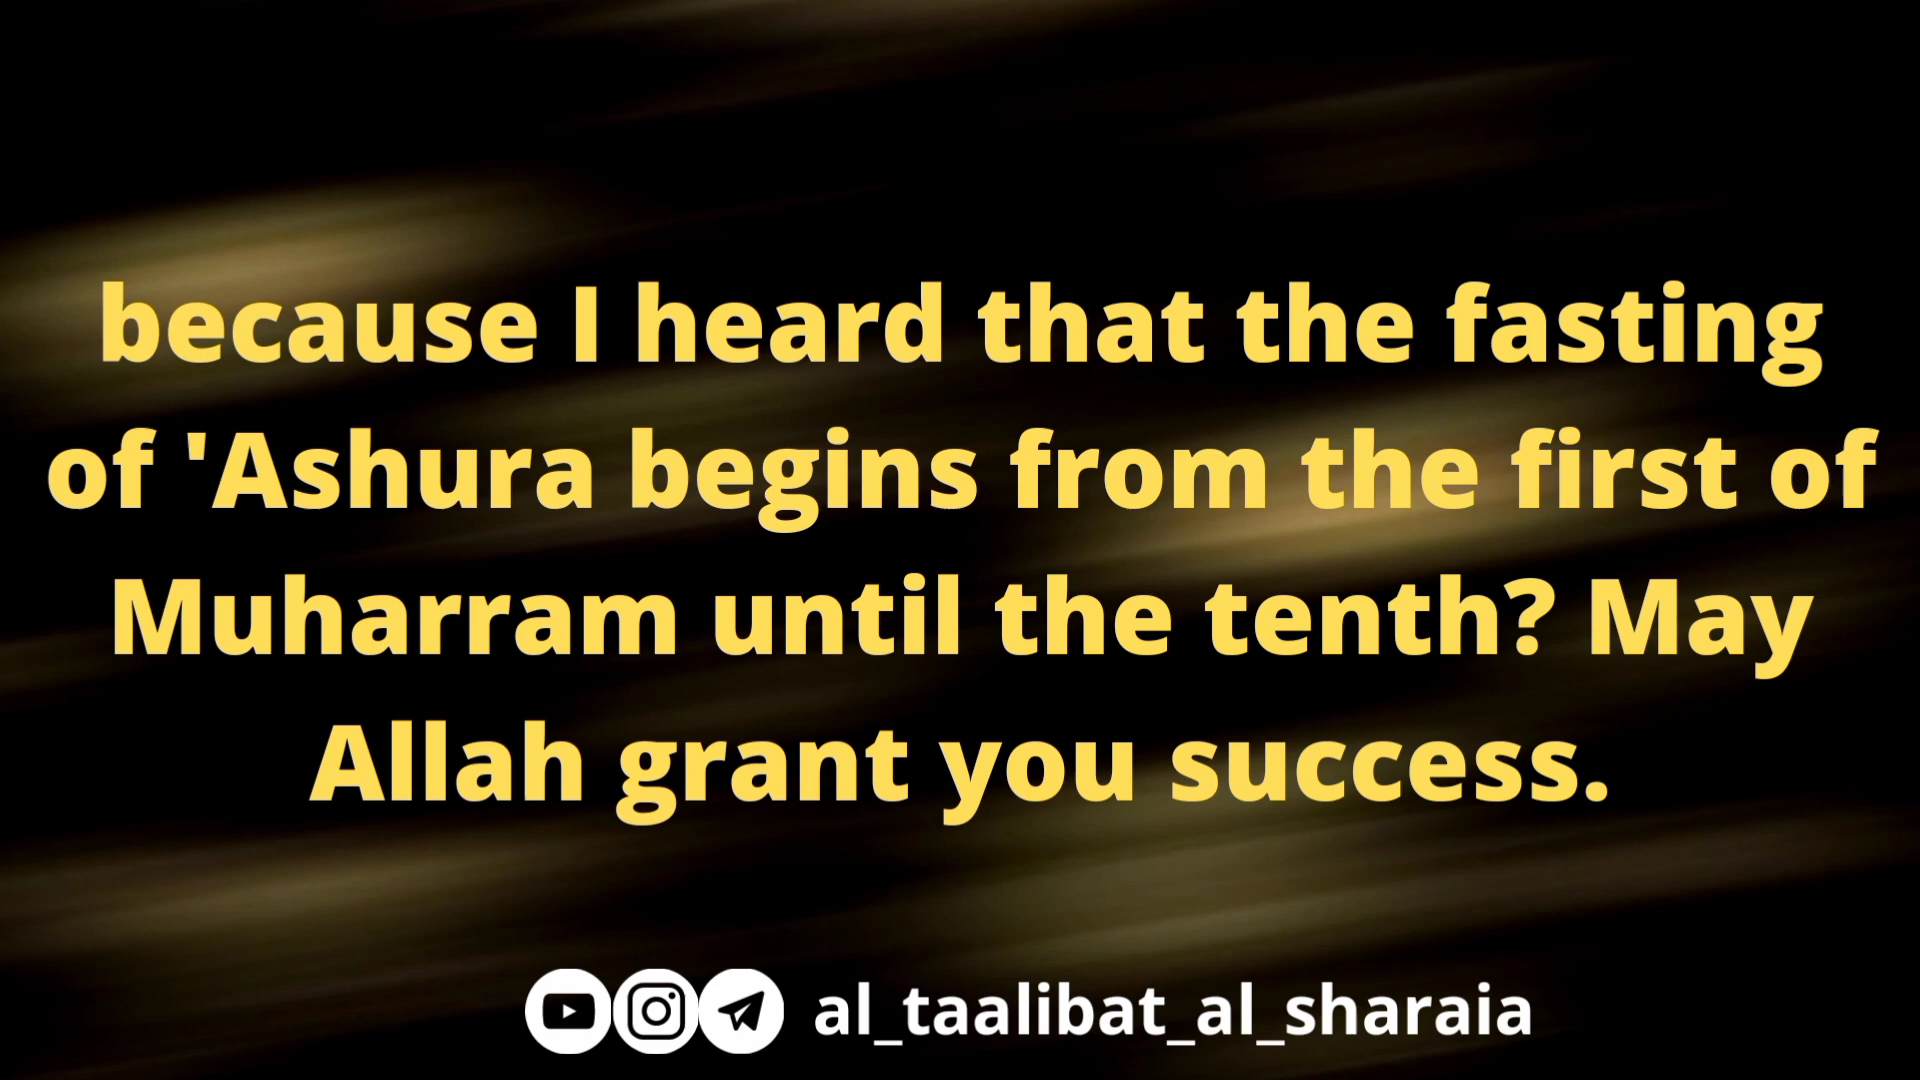 because I heard that the fasting
of 'Ashura begins from the first of
Muharram until the tenth? May
Allah grant you success.
al_taalibat_al_sharaia